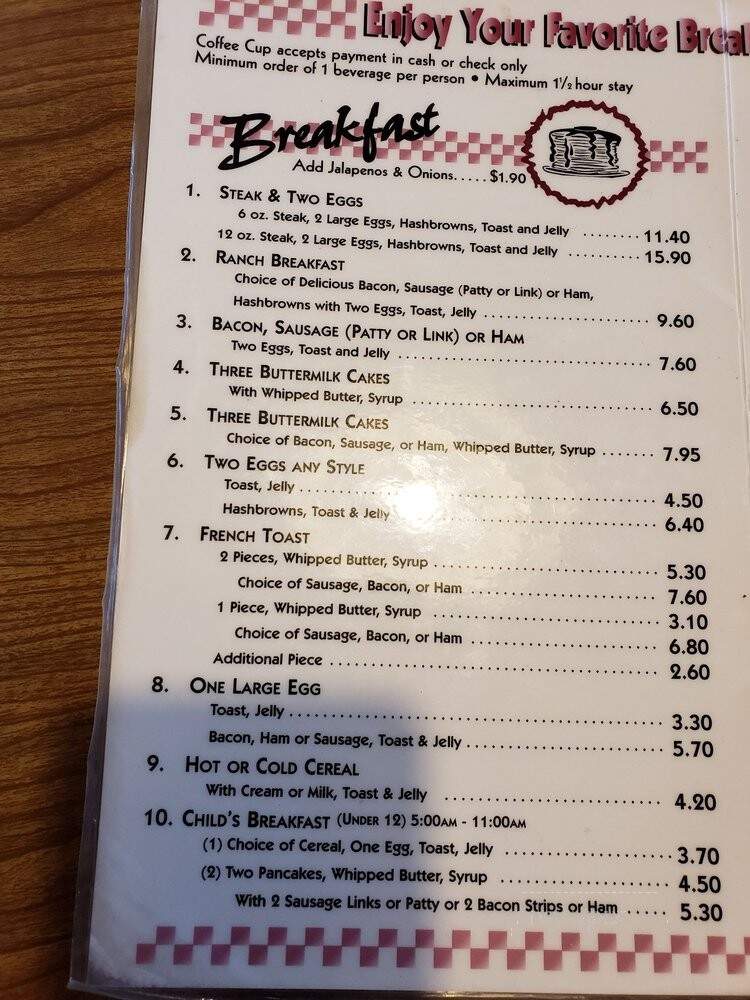 Enjoy Your Favorite
Coffee Cup accepts payment in cash or check only
Minimum order of 1 beverage per person • Maximum 1½ hour stay
Breakfast
Add Jalapenos & Onions.....$1.90
1. STEAK & TWO EGGS
6 oz. Steak, 2 Large Eggs, Hashbrowns, Toast and Jelly ........11.40
12 oz. Steak, 2 Large Eggs, Hashbrowns, Toast and Jelly ..........15.90
2. RANCH BREAKFAST
Choice of Delicious Bacon, Sausage (Patty or Link) or Ham,
Hashbrowns with Two Eggs, Toast, Jelly ........................ 9.60
3. BACON, SAUSAGE (PATTY OR LINK) OR HAM
Two Eggs, Toast and Jelly ................................... 7.60
4. THREE BUTTERMILK CAKES
With Whipped Butter, Syrup ................................. 6.50
5. THREE BUTTERMILK CAKES
Choice of Bacon, Sausage, or Ham, Whipped Butter, Syrup ....... 7.95
6. TWO EGGS ANY STYLE
Toast, Jelly ................................................ 4.50
Hashbrowns, Toast & Jelly ................................... 6.40
7. FRENCH TOAST
2 Pieces, Whipped Butter, Syrup .............................. 5.30
Choice of Sausage, Bacon, or Ham ......................... 7.60
1 Piece, Whipped Butter, Syrup .............................. 3.10
Choice of Sausage, Bacon, or Ham ......................... 6.80
Additional Piece ............................................ 2.60
8. ONE LARGE EGG
Toast, Jelly ................................................ 3.30
Bacon, Ham or Sausage, Toast & Jelly ......................... 5.70
9. HOT OR COLD CEREAL
With Cream or Milk, Toast & Jelly ............................ 4.20
10. CHILD'S BREAKFAST (UNDER 12) 5:00AM - 11:00AM
(1) Choice of Cereal, One Egg, Toast, Jelly ......................3.70
(2) Two Pancakes, Whipped Butter, Syrup ...................... 4.50
With 2 Sausage Links or Patty or 2 Bacon Strips or Ham ..... 5.30